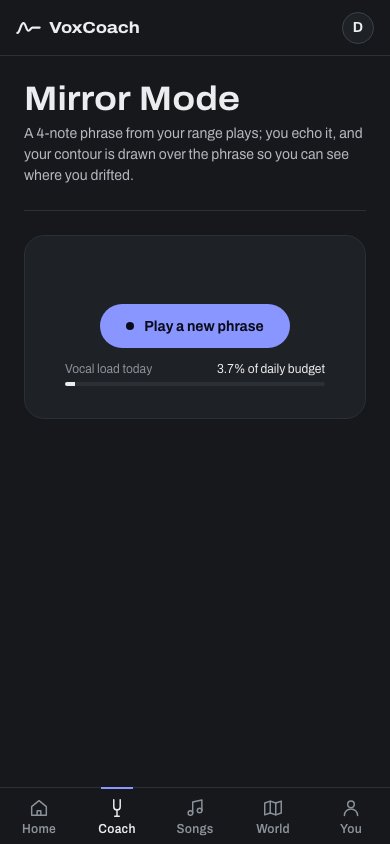 VoxCoach
D
Mirror Mode
A 4-note phrase from your range plays; you echo it, and
your contour is drawn over the phrase so you can see
where you drifted.
Play a new phrase
Vocal load today 3.7% of daily budget
Home Coach Songs World You